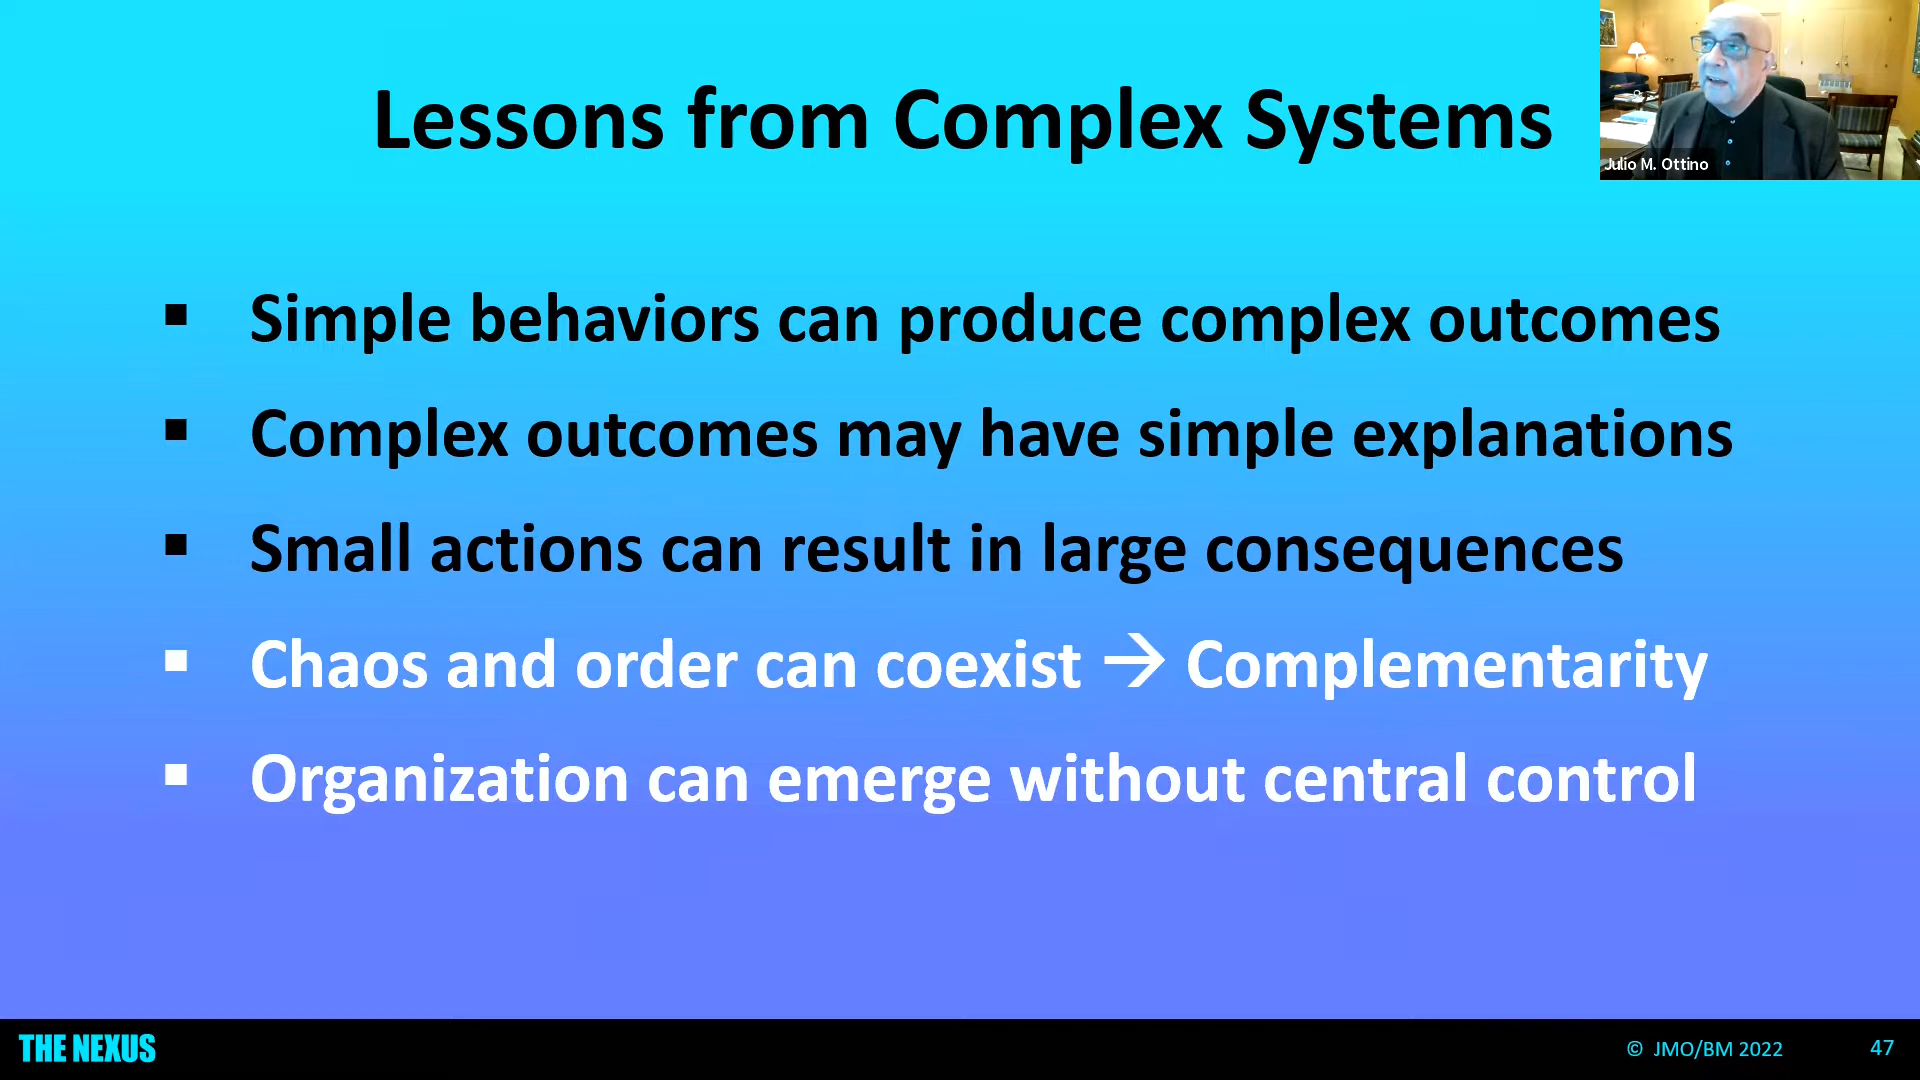 Lessons from Complex Systems
Julio M. Ottino
▪ Simple behaviors can produce complex outcomes
▪ Complex outcomes may have simple explanations
▪ Small actions can result in large consequences
▪ Chaos and order can coexist → Complementarity
▪ Organization can emerge without central control
THE NEXUS
© JMO/BM 2022
47